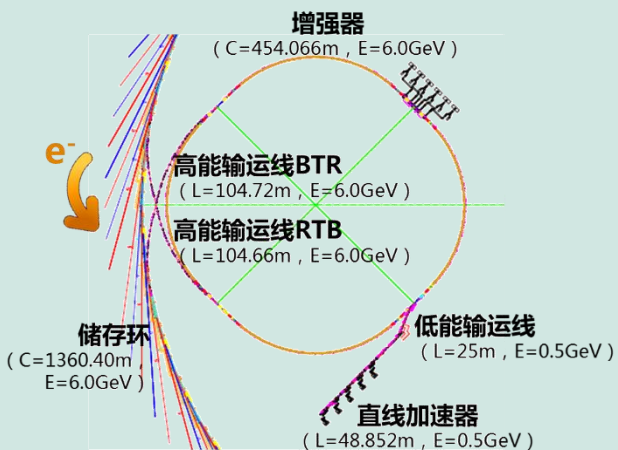 增强器
（C=454.066m，E=6.0GeV）
e-
高能输运线BTR
（L=104.72m，E=6.0GeV）
高能输运线RTB
（L=104.66m，E=6.0GeV）
储存环
（C=1360.40m，
E=6.0GeV）
低能输运线
（L=25m，E=0.5GeV）
直线加速器
（L=48.852m，E=0.5GeV）